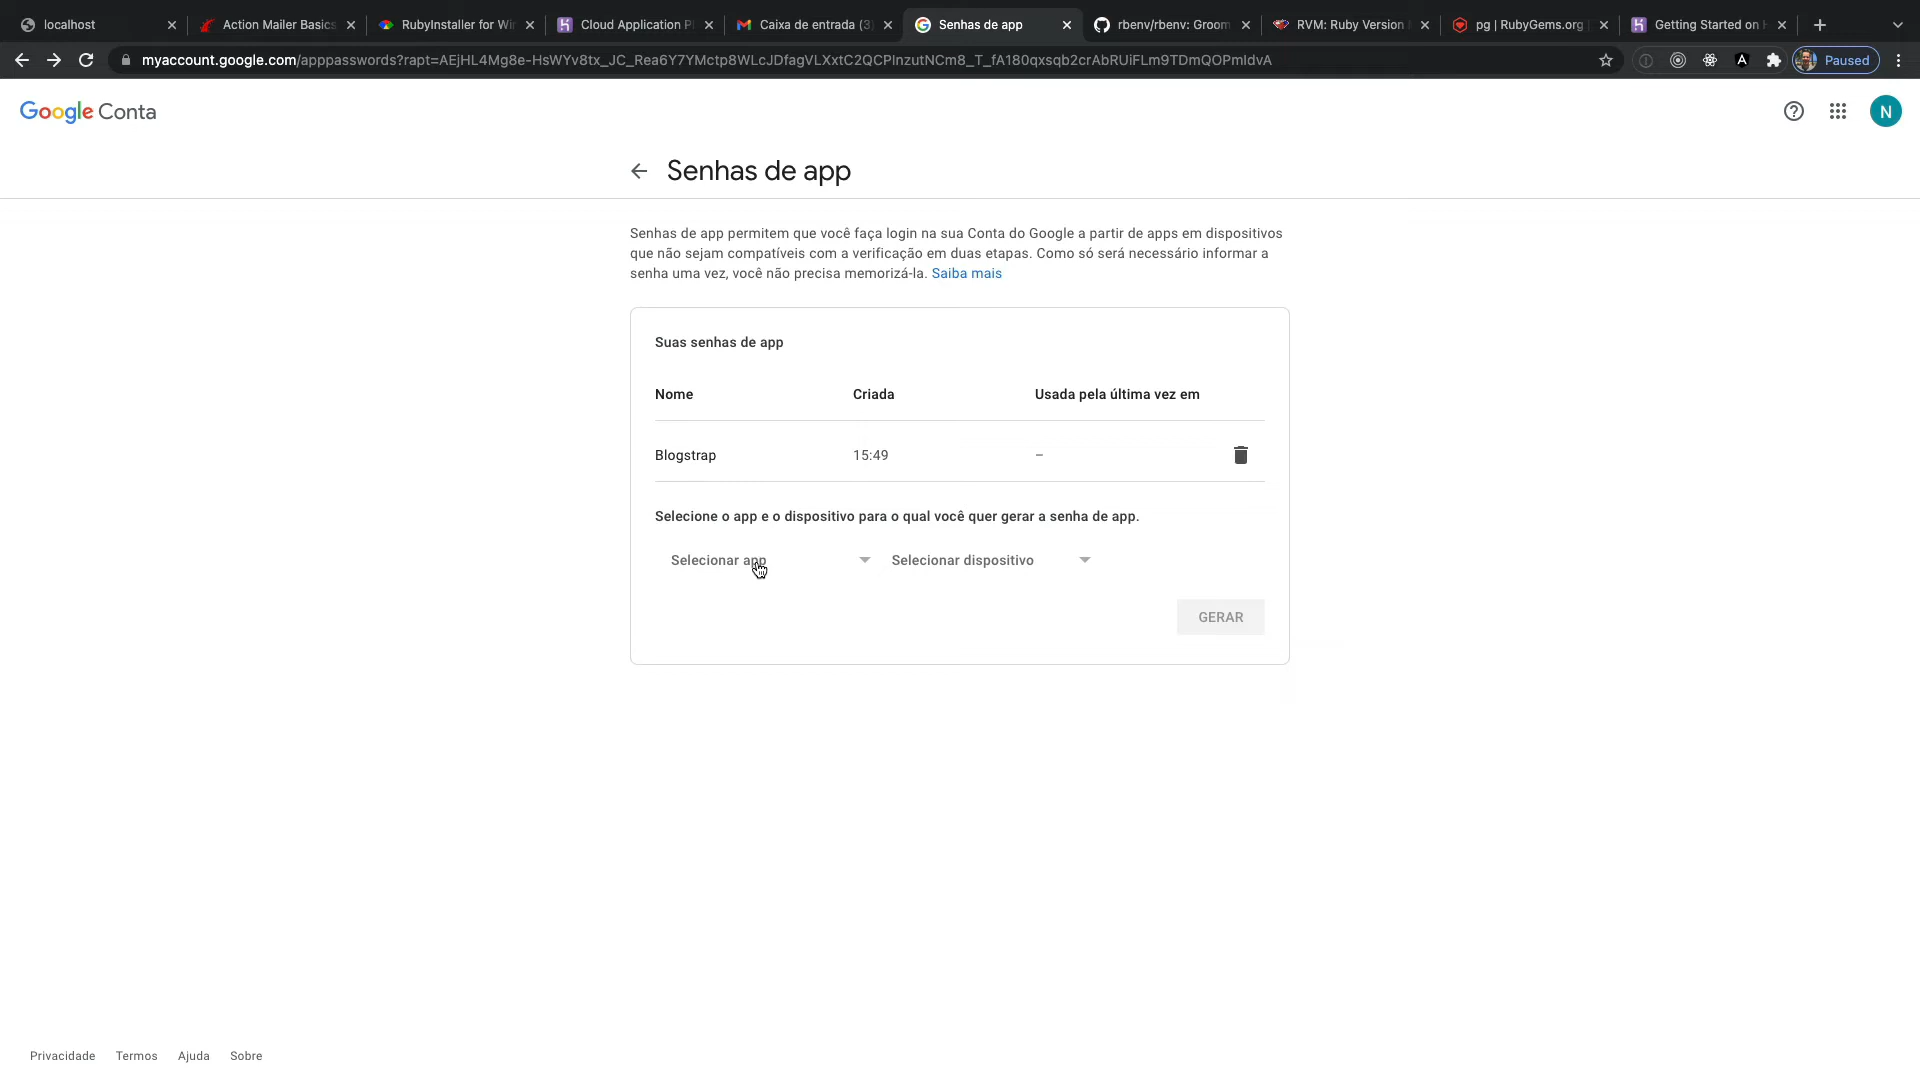 localhost
Action Mailer Basics
RubyInstaller for Wi
Cloud Application P
Caixa de entrada (3)
Senhas de app
rbenv/rbenv: Groom
RVM: Ruby Version
pg | RubyGems.org
Getting Started on H
myaccount.google.com/apppasswords?rapt=AEjHL4Mg8e-HsWYv8tx_JC_Rea6Y7YMctp8WLcJDfagVLXxtC2QCPInzutNCm8_T_fA180qxsqb2crAbRUiFLm9TDmQOPmIdvA
Paused
Google Conta
N
Senhas de app
Senhas de app permitem que você faça login na sua Conta do Google a partir de apps em dispositivos
que não sejam compatíveis com a verificação em duas etapas. Como só será necessário informar a
senha uma vez, você não precisa memorizá-la. Saiba mais
Suas senhas de app
Nome Criada Usada pela última vez em
Blogstrap 15:49 –
Selecione o app e o dispositivo para o qual você quer gerar a senha de app.
Selecionar app Selecionar dispositivo
GERAR
Privacidade Termos Ajuda Sobre